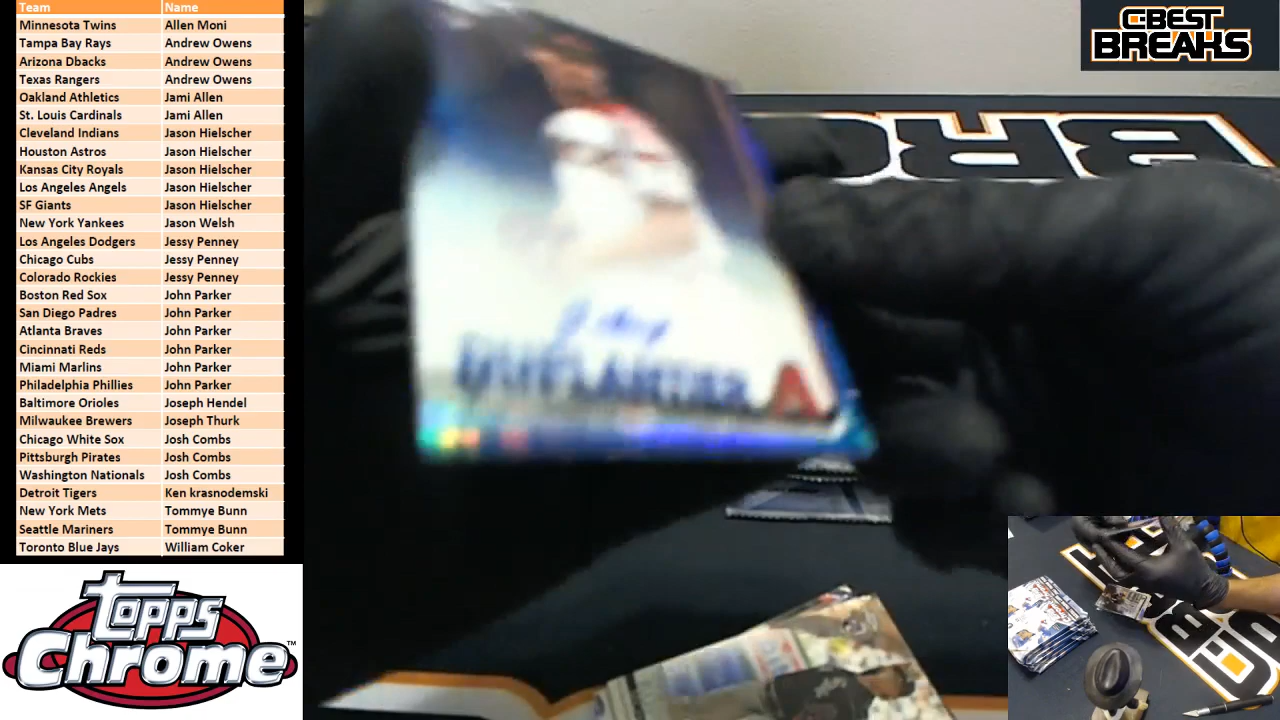 Team Name
Minnesota Twins Allen Moni
Tampa Bay Rays Andrew Owens
Arizona Dbacks Andrew Owens
Texas Rangers Andrew Owens
Oakland Athletics Jami Allen
St. Louis Cardinals Jami Allen
Cleveland Indians Jason Hielscher
Houston Astros Jason Hielscher
Kansas City Royals Jason Hielscher
Los Angeles Angels Jason Hielscher
SF Giants Jason Hielscher
New York Yankees Jason Welsh
Los Angeles Dodgers Jessy Penney
Chicago Cubs Jessy Penney
Colorado Rockies Jessy Penney
Boston Red Sox John Parker
San Diego Padres John Parker
Atlanta Braves John Parker
Cincinnati Reds John Parker
Miami Marlins John Parker
Philadelphia Phillies John Parker
Baltimore Orioles Joseph Hendel
Milwaukee Brewers Joseph Thurk
Chicago White Sox Josh Combs
Pittsburgh Pirates Josh Combs
Washington Nationals Josh Combs
Detroit Tigers Ken krasnodemski
New York Mets Tommye Bunn
Seattle Mariners Tommye Bunn
Toronto Blue Jays William Coker
Topps
Chrome™
C-BEST
BREAKS
A